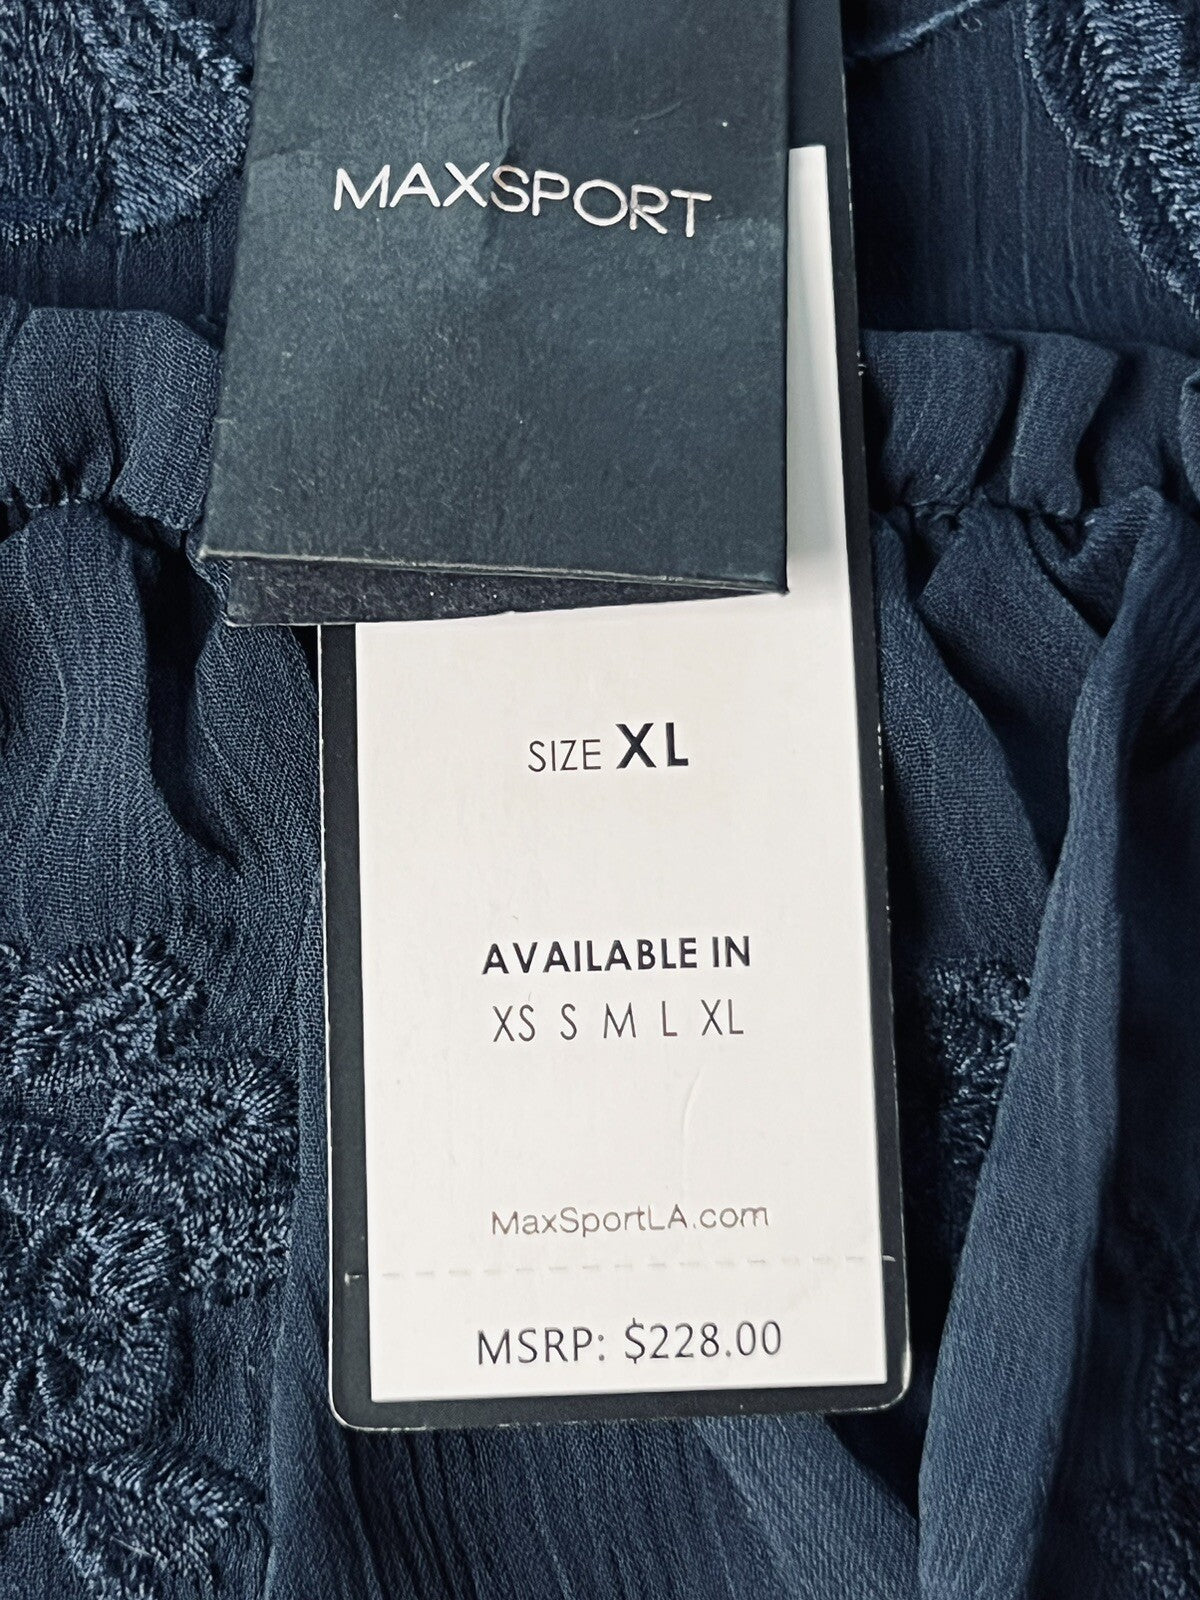 MAXSPORT
SIZE XL
AVAILABLE IN
XS S M L XL
MaxSportLA.com
MSRP: $228.00